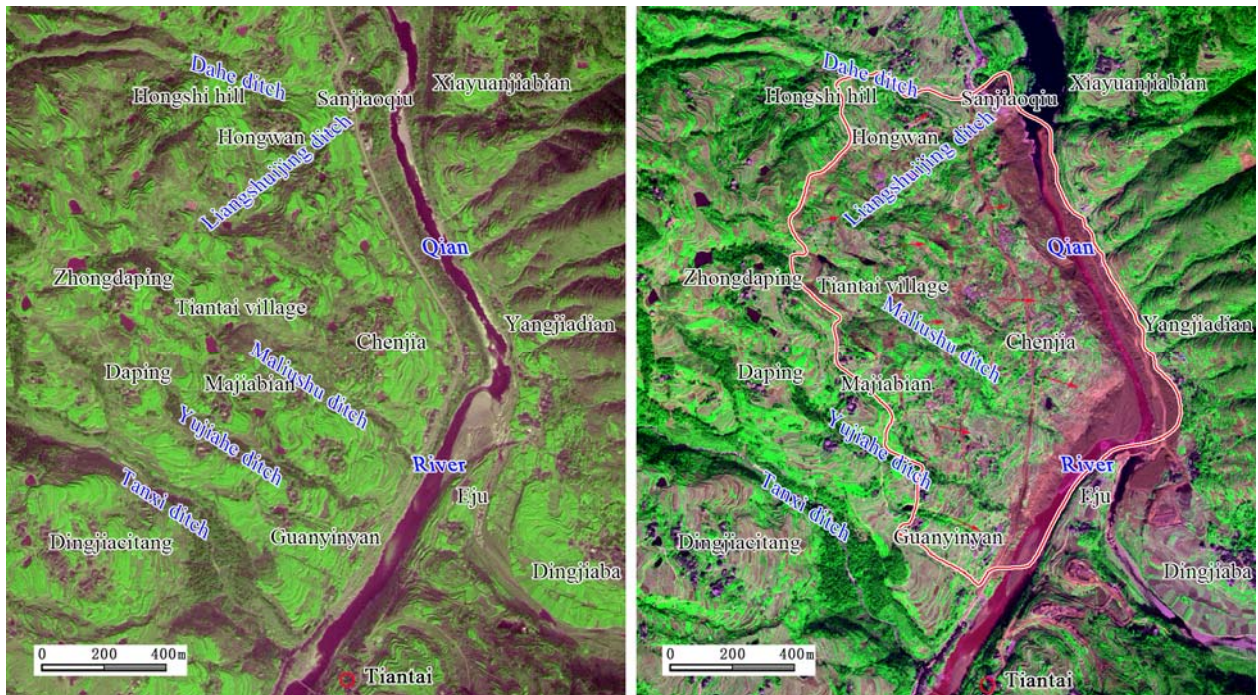 Dahe ditch
Hongshi hill
Sanjiaoqiu
Xiayuanjiabian
Hongwan
Liangshuijing ditch
Qian
Zhongdaping
Tiantai village
Chenjia
Yangjiadian
Maliushu ditch
Daping
Majiabian
Yujiahe ditch
River
Tanxi ditch
Eju
Guanyinyan
Dingjiacitang
Dingjiaba
0 200 400m
Tiantai
Dahe ditch
Hongshi hill
Sanjiaoqiu
Xiayuanjiabian
Hongwan
Liangshuijing ditch
Qian
Zhongdaping
Tiantai village
Maliushu ditch
Chenjia
Yangjiadian
Daping
Majiabian
Yujiahe ditch
River
Tanxi ditch
Eju
Guanyinyan
Dingjiacitang
Dingjiaba
0 200 400m
Tiantai